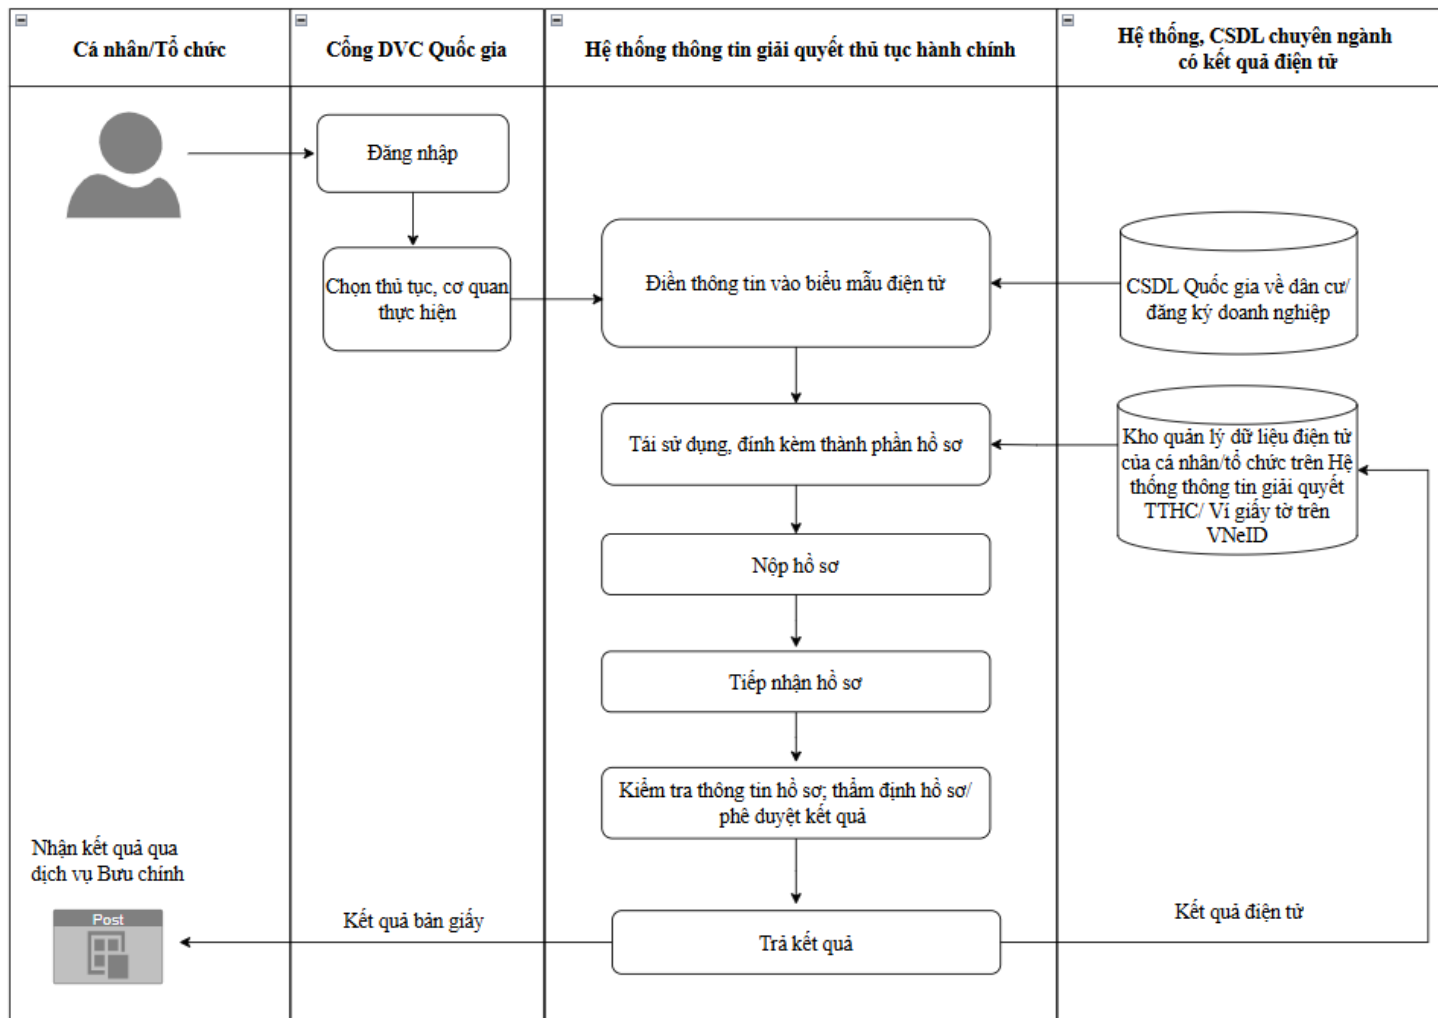 Cá nhân/Tổ chức
Cổng DVC Quốc gia
Hệ thống thông tin giải quyết thủ tục hành chính
Hệ thống, CSDL chuyên ngành
có kết quả điện tử
Đăng nhập
Chọn thủ tục, cơ quan
thực hiện
Điền thông tin vào biểu mẫu điện tử
CSDL Quốc gia về dân cư/
đăng ký doanh nghiệp
Tái sử dụng, đính kèm thành phần hồ sơ
Kho quản lý dữ liệu điện tử
của cá nhân/tổ chức trên Hệ
thống thông tin giải quyết
TTHC/ Ví giấy tờ trên
VNeID
Nộp hồ sơ
Tiếp nhận hồ sơ
Kiểm tra thông tin hồ sơ; thẩm định hồ sơ/
phê duyệt kết quả
Nhận kết quả qua
dịch vụ Bưu chính
Post
Kết quả bản giấy
Trả kết quả
Kết quả điện tử